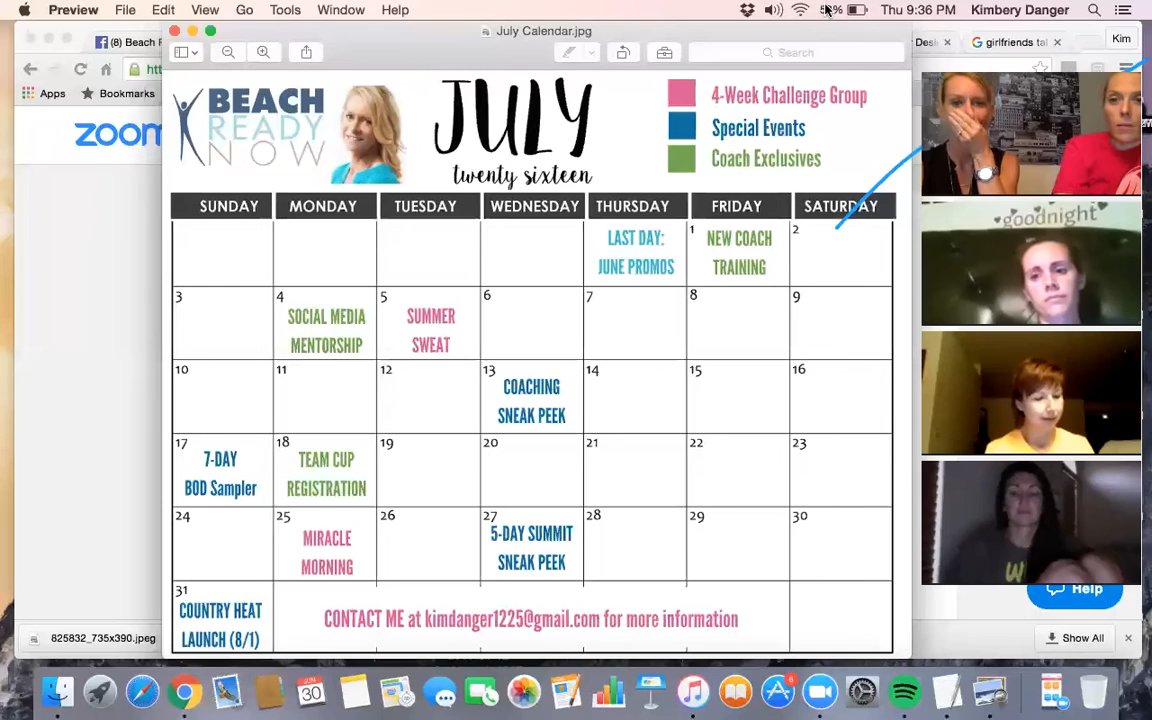 Preview File Edit View Go Tools Window Help Thu 9:36 PM Kimbery Danger
July Calendar.jpg
(8) Beach girlfriends tal Kim
Search
Apps Bookmarks
zoom
BEACH
READY
NOW
JULY
twenty sixteen
4-Week Challenge Group
Special Events
Coach Exclusives
goodnight
SUNDAY MONDAY TUESDAY WEDNESDAY THURSDAY FRIDAY SATURDAY
1 2
LAST DAY: NEW COACH
JUNE PROMOS TRAINING
3 4 5 6 7 8 9
SOCIAL MEDIA SUMMER
MENTORSHIP SWEAT
10 11 12 13 14 15 16
COACHING
SNEAK PEEK
17 18 19 20 21 22 23
7-DAY TEAM CUP
BOD Sampler REGISTRATION
24 25 26 27 28 29 30
MIRACLE 5-DAY SUMMIT
MORNING SNEAK PEEK
31
COUNTRY HEAT
LAUNCH (8/1)
CONTACT ME at kimdanger1225@gmail.com for more information
Help
825832_735x390.jpeg Show All
JUN
30
6